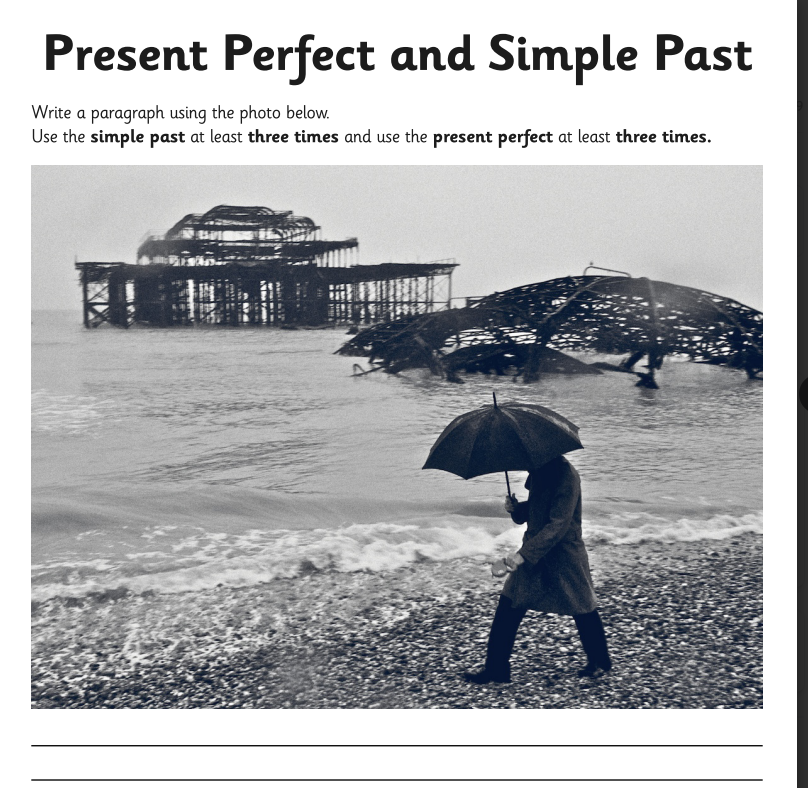 Present Perfect and Simple Past
Write a paragraph using the photo below.
Use the simple past at least three times and use the present perfect at least three times.